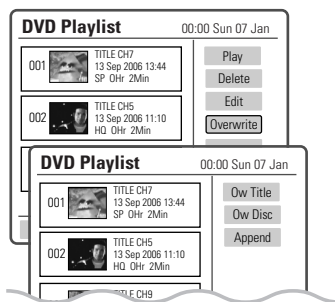 DVD Playlist 00:00 Sun 07 Jan
001 TITLE CH7
13 Sep 2006 13:44
SP 0Hr 2Min
002 TITLE CH5
13 Sep 2006 11:10
HQ 0Hr 2Min
Play
Delete
Edit
Overwrite
DVD Playlist 00:00 Sun 07 Jan
001 TITLE CH7
13 Sep 2006 13:44
SP 0Hr 2Min
002 TITLE CH5
13 Sep 2006 11:10
HQ 0Hr 2Min
TITLE CH9
Ow Title
Ow Disc
Append